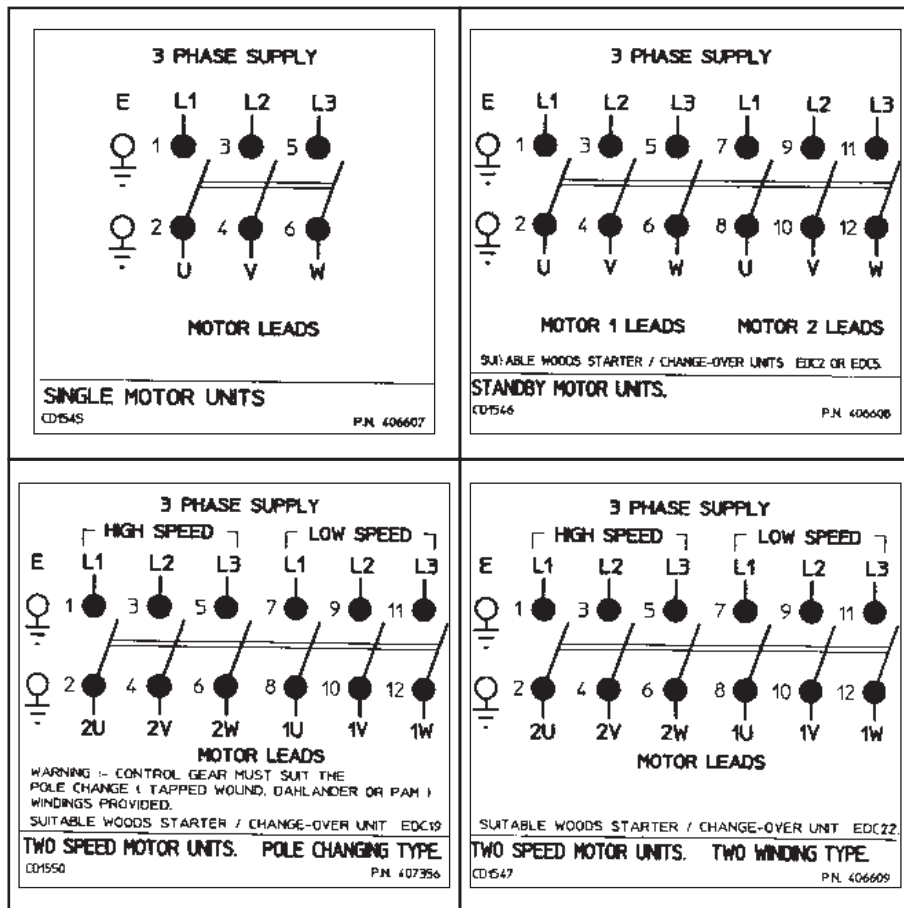 3 PHASE SUPPLY
E L1 L2 L3
1 3 5
2 4 6
U V W
MOTOR LEADS
SINGLE MOTOR UNITS
CD1545 P.N. 406607
3 PHASE SUPPLY
E L1 L2 L3 L1 L2 L3
1 3 5 7 9 11
2 4 6 8 10 12
U V W U V W
MOTOR 1 LEADS MOTOR 2 LEADS
SUITABLE WOODS STARTER / CHANGE-OVER UNITS EDC2 OR EDC5.
STANDBY MOTOR UNITS.
CD1546 P.N. 406608
3 PHASE SUPPLY
HIGH SPEED LOW SPEED
E L1 L2 L3 L1 L2 L3
1 3 5 7 9 11
2 4 6 8 10 12
2U 2V 2W 1U 1V 1W
MOTOR LEADS
WARNING :- CONTROL GEAR MUST SUIT THE
POLE CHANGE ( TAPPED WOUND, DAHLANDER OR PAM )
WINDINGS PROVIDED.
SUITABLE WOODS STARTER / CHANGE-OVER UNIT EDC19
TWO SPEED MOTOR UNITS. POLE CHANGING TYPE.
CD1550 P.N. 407356
3 PHASE SUPPLY
HIGH SPEED LOW SPEED
E L1 L2 L3 L1 L2 L3
1 3 5 7 9 11
2 4 6 8 10 12
2U 2V 2W 1U 1V 1W
MOTOR LEADS
SUITABLE WOODS STARTER / CHANGE-OVER UNIT EDC22.
TWO SPEED MOTOR UNITS. TWO WINDING TYPE.
CD1547 P.N. 406609